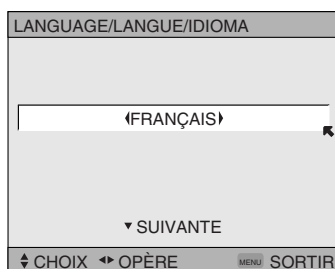 LANGUAGE/LANGUE/IDIOMA
FRANÇAIS
SUIVANTE
CHOIX OPÈRE MENU SORTIR